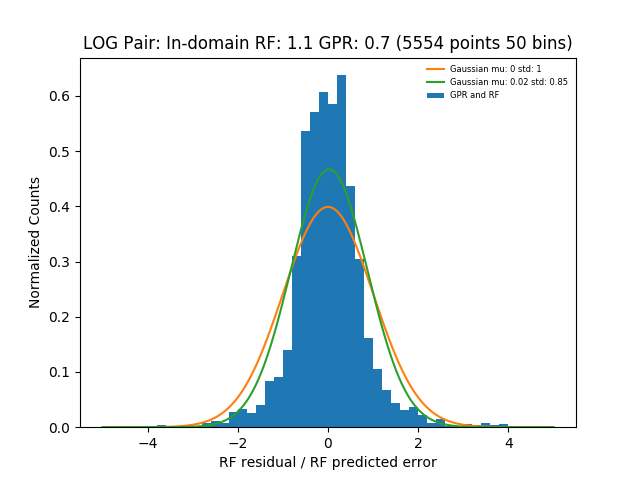 LOG Pair: In-domain RF: 1.1 GPR: 0.7 (5554 points 50 bins)
Gaussian mu: 0 std: 1
Gaussian mu: 0.02 std: 0.85
GPR and RF
Normalized Counts
0.6
0.5
0.4
0.3
0.2
0.1
0.0
−4 −2 0 2 4
RF residual / RF predicted error